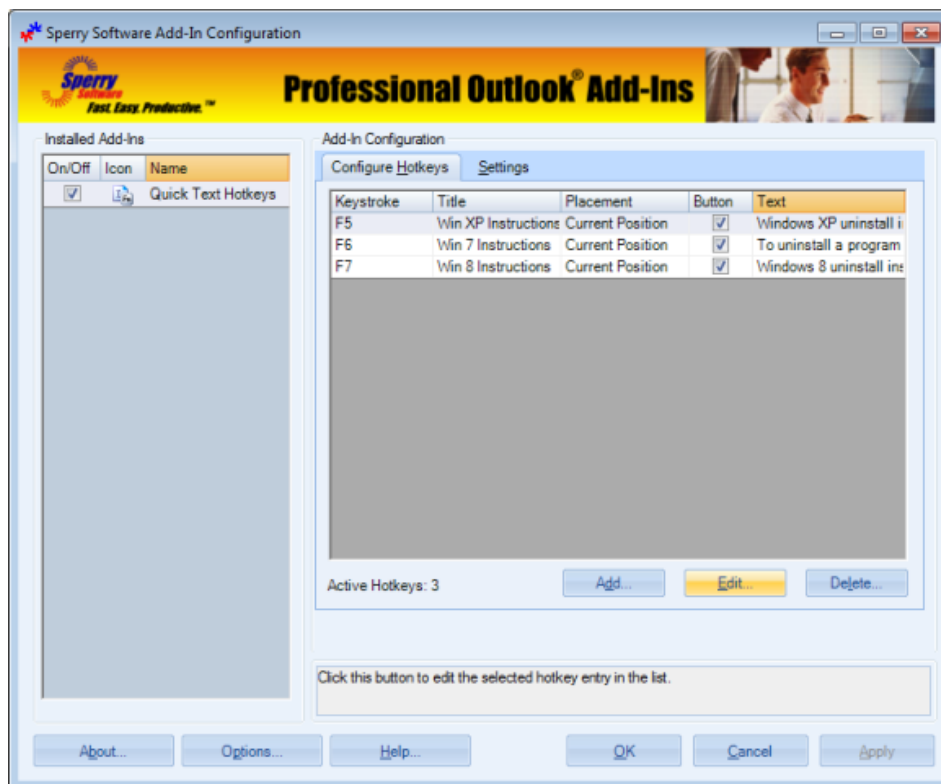 Sperry Software Add-In Configuration
Sperry
Software
Fast. Easy. Productive.™
Professional Outlook® Add-Ins
Installed Add-Ins
On/Off Icon Name
Quick Text Hotkeys
Add-In Configuration
Configure Hotkeys Settings
Keystroke Title Placement Button Text
F5 Win XP Instructions Current Position Windows XP uninstall i
F6 Win 7 Instructions Current Position To uninstall a program
F7 Win 8 Instructions Current Position Windows 8 uninstall ins
Active Hotkeys: 3 Add... Edit... Delete...
Click this button to edit the selected hotkey entry in the list.
About... Options... Help... OK Cancel Apply